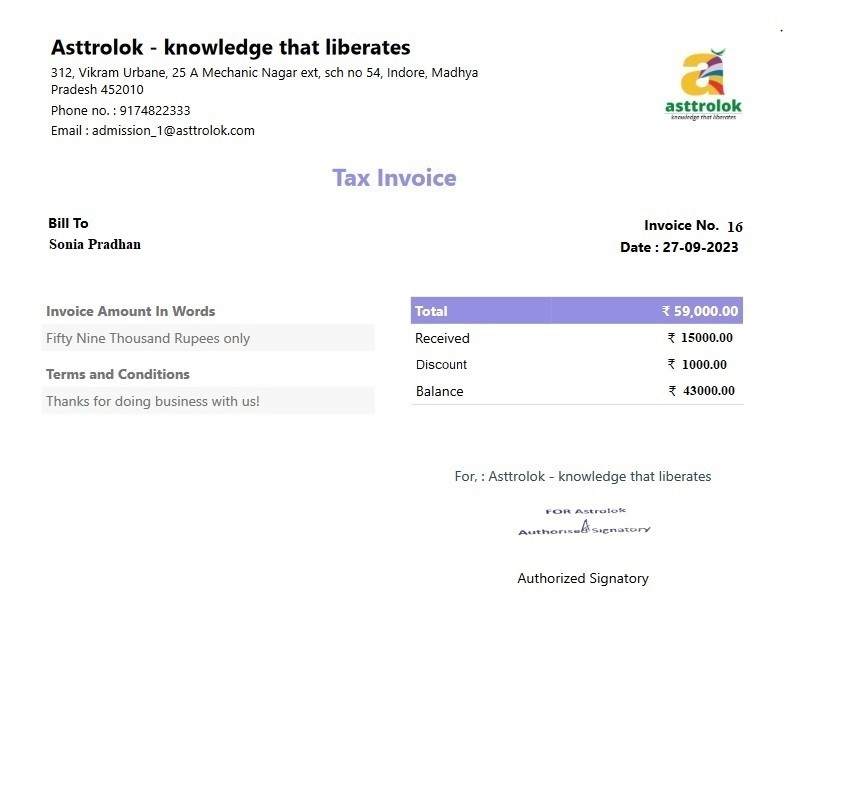 Asttrolok - knowledge that liberates
312, Vikram Urbane, 25 A Mechanic Nagar ext, sch no 54, Indore, Madhya
Pradesh 452010
Phone no. : 9174822333
Email : admission_1@asttrolok.com
asttrolok
knowledge that liberates
Tax Invoice
Bill To
Sonia Pradhan
Invoice No. 16
Date : 27-09-2023
Invoice Amount In Words
Fifty Nine Thousand Rupees only
Terms and Conditions
Thanks for doing business with us!
Total ₹ 59,000.00
Received ₹ 15000.00
Discount ₹ 1000.00
Balance ₹ 43000.00
For, : Asttrolok - knowledge that liberates
FOR Astrolok
Authorised Signatory
Authorized Signatory